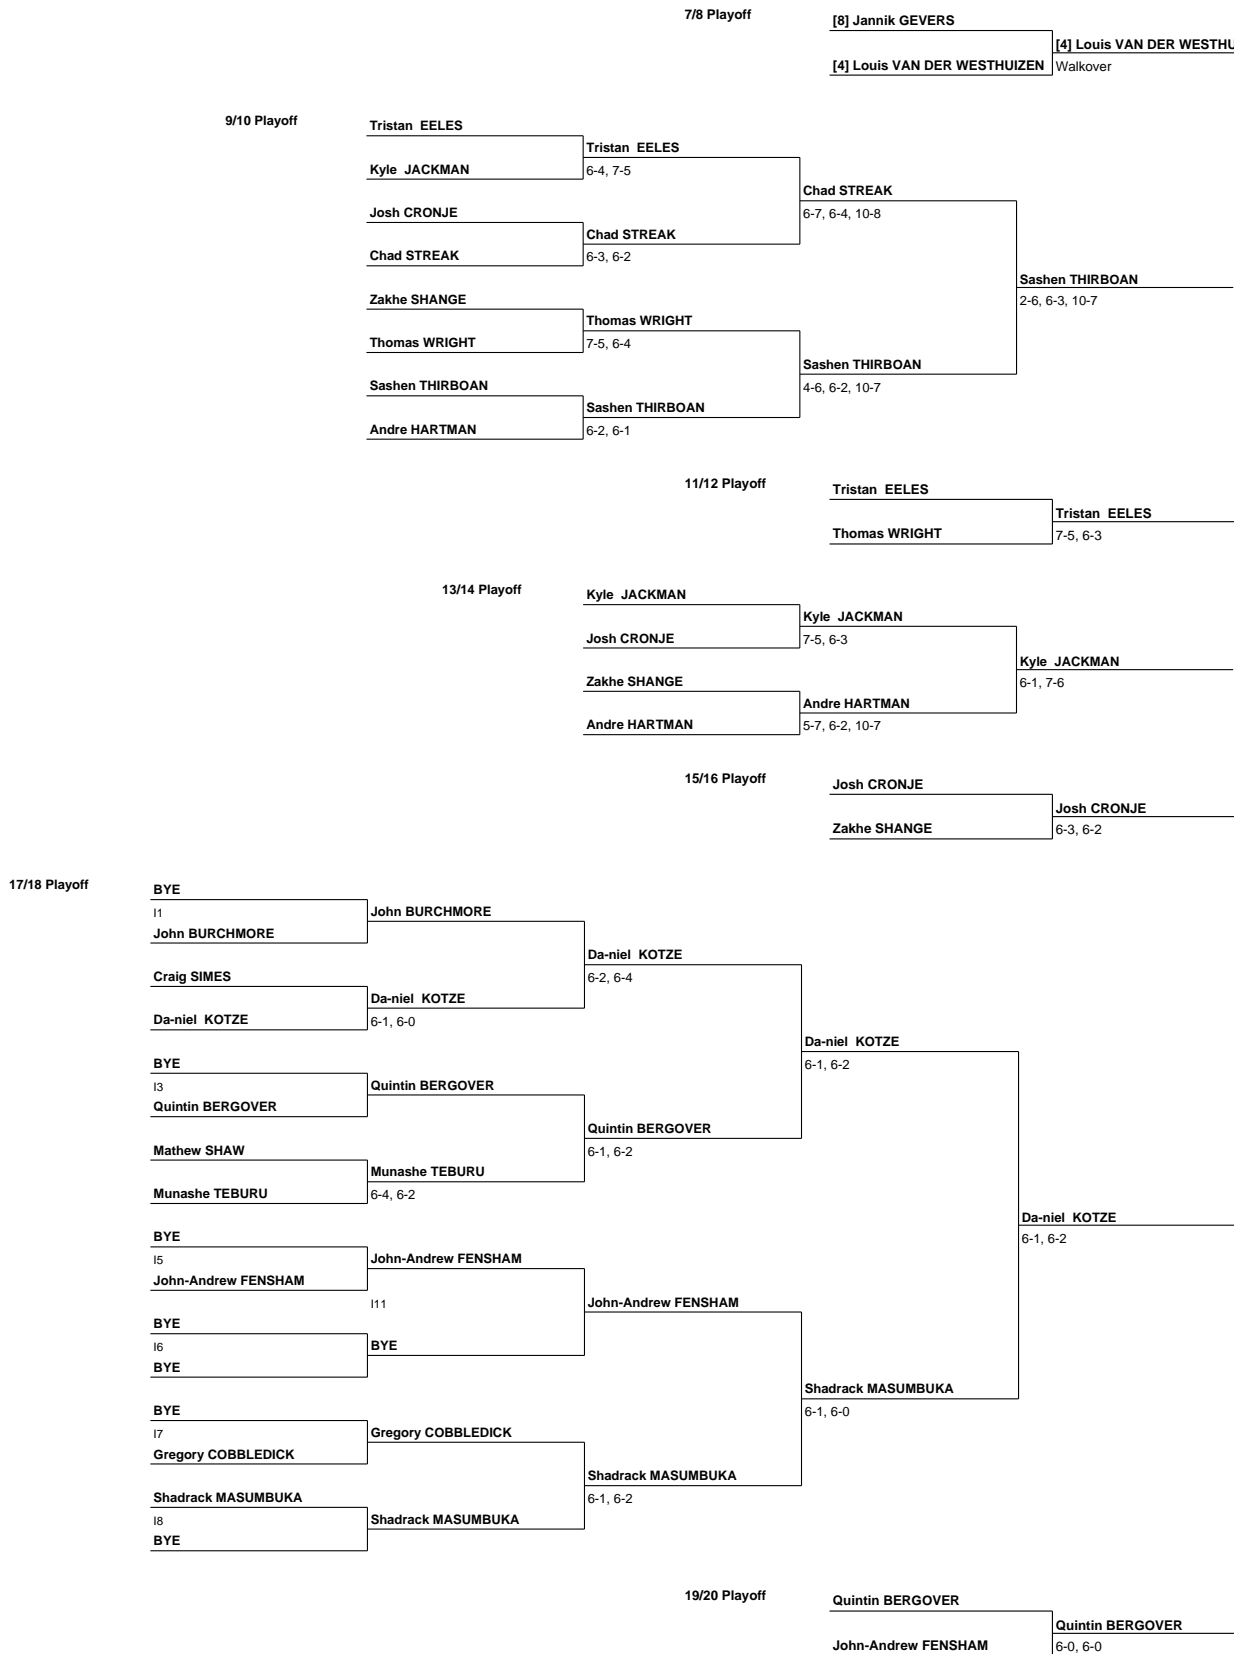 7/8 Playoff
[8] Jannik GEVERS
[4] Louis VAN DER WESTHU
[4] Louis VAN DER WESTHUIZEN
Walkover
9/10 Playoff
Tristan EELES
Tristan EELES
Kyle JACKMAN
6-4, 7-5
Chad STREAK
Josh CRONJE
6-7, 6-4, 10-8
Chad STREAK
Chad STREAK
6-3, 6-2
Sashen THIRBOAN
Zakhe SHANGE
2-6, 6-3, 10-7
Thomas WRIGHT
Thomas WRIGHT
7-5, 6-4
Sashen THIRBOAN
Sashen THIRBOAN
4-6, 6-2, 10-7
Sashen THIRBOAN
Andre HARTMAN
6-2, 6-1
11/12 Playoff
Tristan EELES
Tristan EELES
Thomas WRIGHT
7-5, 6-3
13/14 Playoff
Kyle JACKMAN
Kyle JACKMAN
Josh CRONJE
7-5, 6-3
Kyle JACKMAN
Zakhe SHANGE
6-1, 7-6
Andre HARTMAN
Andre HARTMAN
5-7, 6-2, 10-7
15/16 Playoff
Josh CRONJE
Josh CRONJE
Zakhe SHANGE
6-3, 6-2
17/18 Playoff
BYE
I1
John BURCHMORE
John BURCHMORE
Da-niel KOTZE
Craig SIMES
6-2, 6-4
Da-niel KOTZE
Da-niel KOTZE
6-1, 6-0
Da-niel KOTZE
BYE
6-1, 6-2
I3
Quintin BERGOVER
Quintin BERGOVER
Quintin BERGOVER
Mathew SHAW
6-1, 6-2
Munashe TEBURU
Munashe TEBURU
6-4, 6-2
Da-niel KOTZE
BYE
6-1, 6-2
I5
John-Andrew FENSHAM
John-Andrew FENSHAM
I11
John-Andrew FENSHAM
BYE
I6
BYE
BYE
Shadrack MASUMBUKA
BYE
6-1, 6-0
I7
Gregory COBBLEDICK
Gregory COBBLEDICK
Shadrack MASUMBUKA
Shadrack MASUMBUKA
6-1, 6-2
I8
Shadrack MASUMBUKA
BYE
19/20 Playoff
Quintin BERGOVER
Quintin BERGOVER
John-Andrew FENSHAM
6-0, 6-0